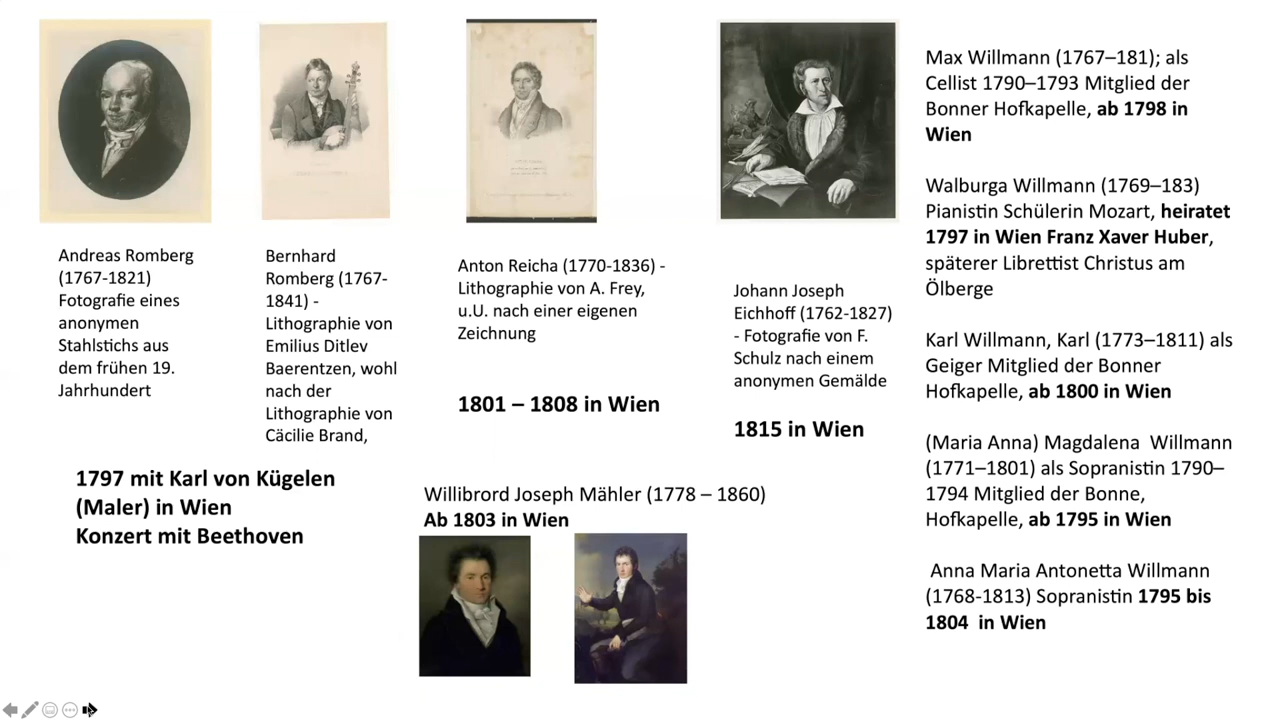 Andreas Romberg
(1767-1821)
Fotografie eines
anonymen
Stahlstichs aus
dem frühen 19.
Jahrhundert
Bernhard
Romberg (1767-
1841) -
Lithographie von
Emilius Ditlev
Baerentzen, wohl
nach der
Lithographie von
Cäcilie Brand,
1797 mit Karl von Kügelen
(Maler) in Wien
Konzert mit Beethoven
Anton Reicha (1770-1836) -
Lithographie von A. Frey,
u.U. nach einer eigenen
Zeichnung
1801 – 1808 in Wien
Johann Joseph
Eichhoff (1762-1827)
- Fotografie von F.
Schulz nach einem
anonymen Gemälde
1815 in Wien
Willibrord Joseph Mähler (1778 – 1860)
Ab 1803 in Wien
Max Willmann (1767–181); als
Cellist 1790–1793 Mitglied der
Bonner Hofkapelle, ab 1798 in
Wien
Walburga Willmann (1769–183)
Pianistin Schülerin Mozart, heiratet
1797 in Wien Franz Xaver Huber,
späterer Librettist Christus am
Ölberge
Karl Willmann, Karl (1773–1811) als
Geiger Mitglied der Bonner
Hofkapelle, ab 1800 in Wien
(Maria Anna) Magdalena Willmann
(1771–1801) als Sopranistin 1790–
1794 Mitglied der Bonne,
Hofkapelle, ab 1795 in Wien
Anna Maria Antonetta Willmann
(1768-1813) Sopranistin 1795 bis
1804 in Wien